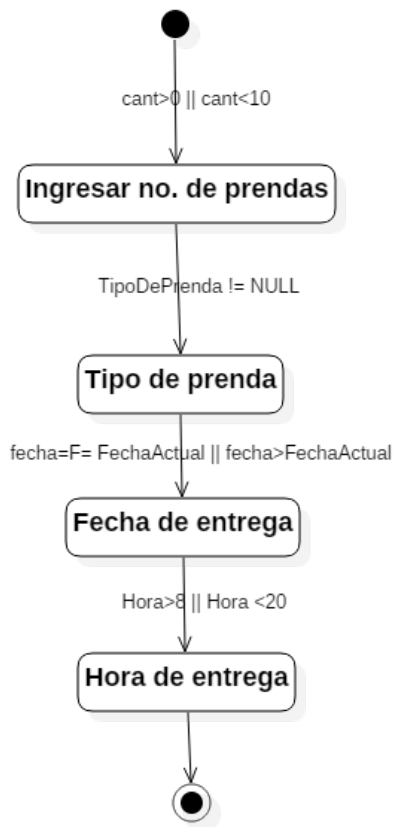 cant>0 || cant<10
Ingresar no. de prendas
TipoDePrenda != NULL
Tipo de prenda
fecha=F= FechaActual || fecha>FechaActual
Fecha de entrega
Hora>8 || Hora <20
Hora de entrega